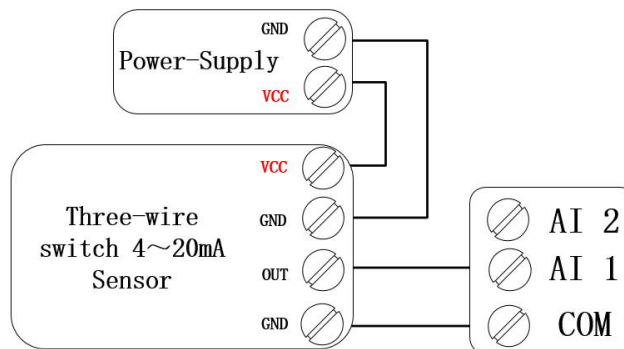 GND
Power-Supply
VCC
VCC
Three-wire
switch 4～20mA
Sensor
GND
OUT
GND
AI 2
AI 1
COM